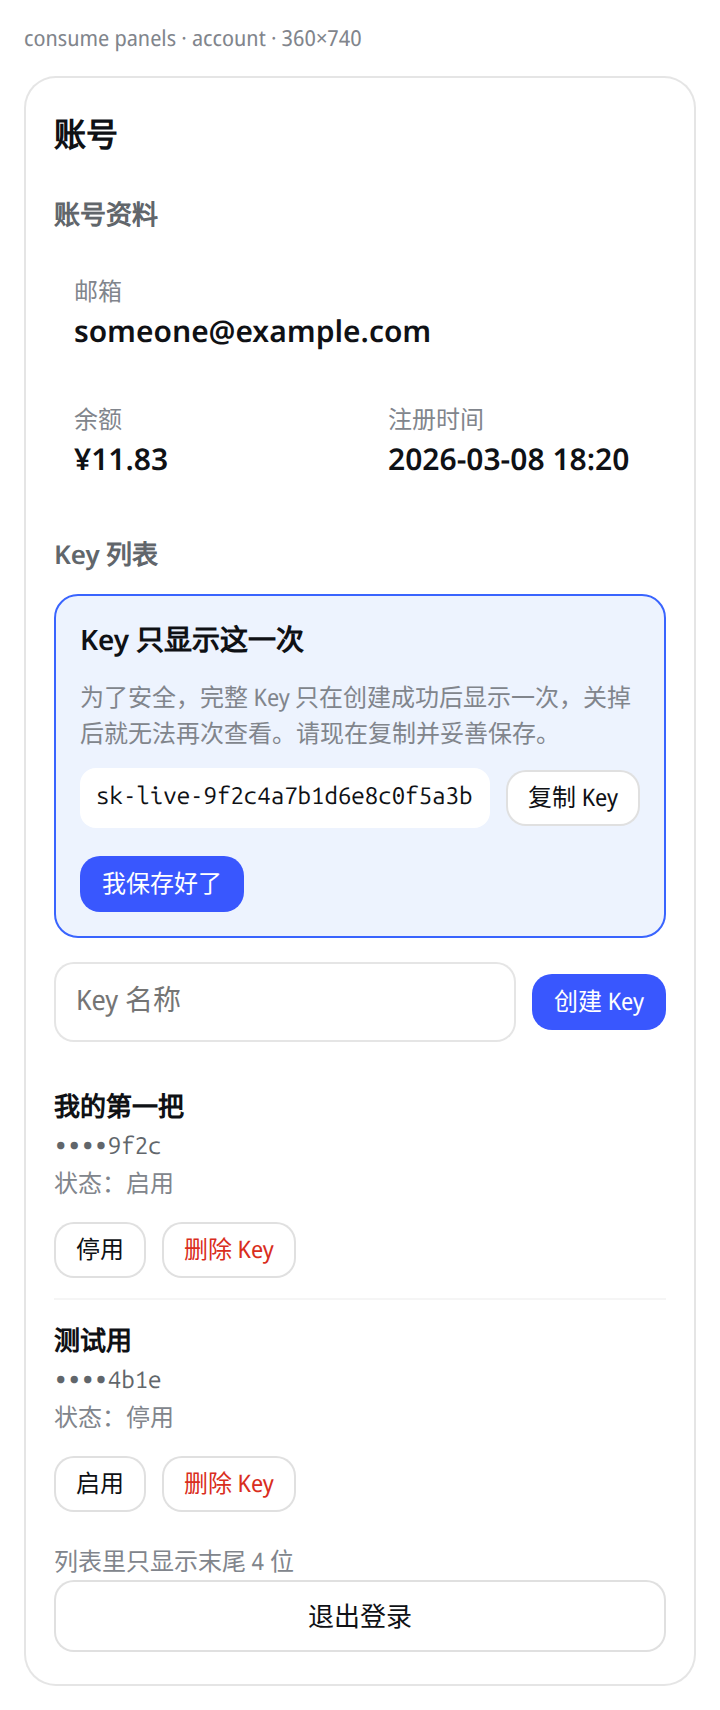 consume panels · account · 360×740
账号
账号资料
邮箱
someone@example.com
余额
¥11.83
注册时间
2026-03-08 18:20
Key 列表
Key 只显示这一次
为了安全，完整 Key 只在创建成功后显示一次，关掉
后就无法再次查看。请现在复制并妥善保存。
sk-live-9f2c4a7b1d6e8c0f5a3b
复制 Key
我保存好了
Key 名称
创建 Key
我的第一把
••••9f2c
状态：启用
停用
删除 Key
测试用
••••4b1e
状态：停用
启用
删除 Key
列表里只显示末尾 4 位
退出登录